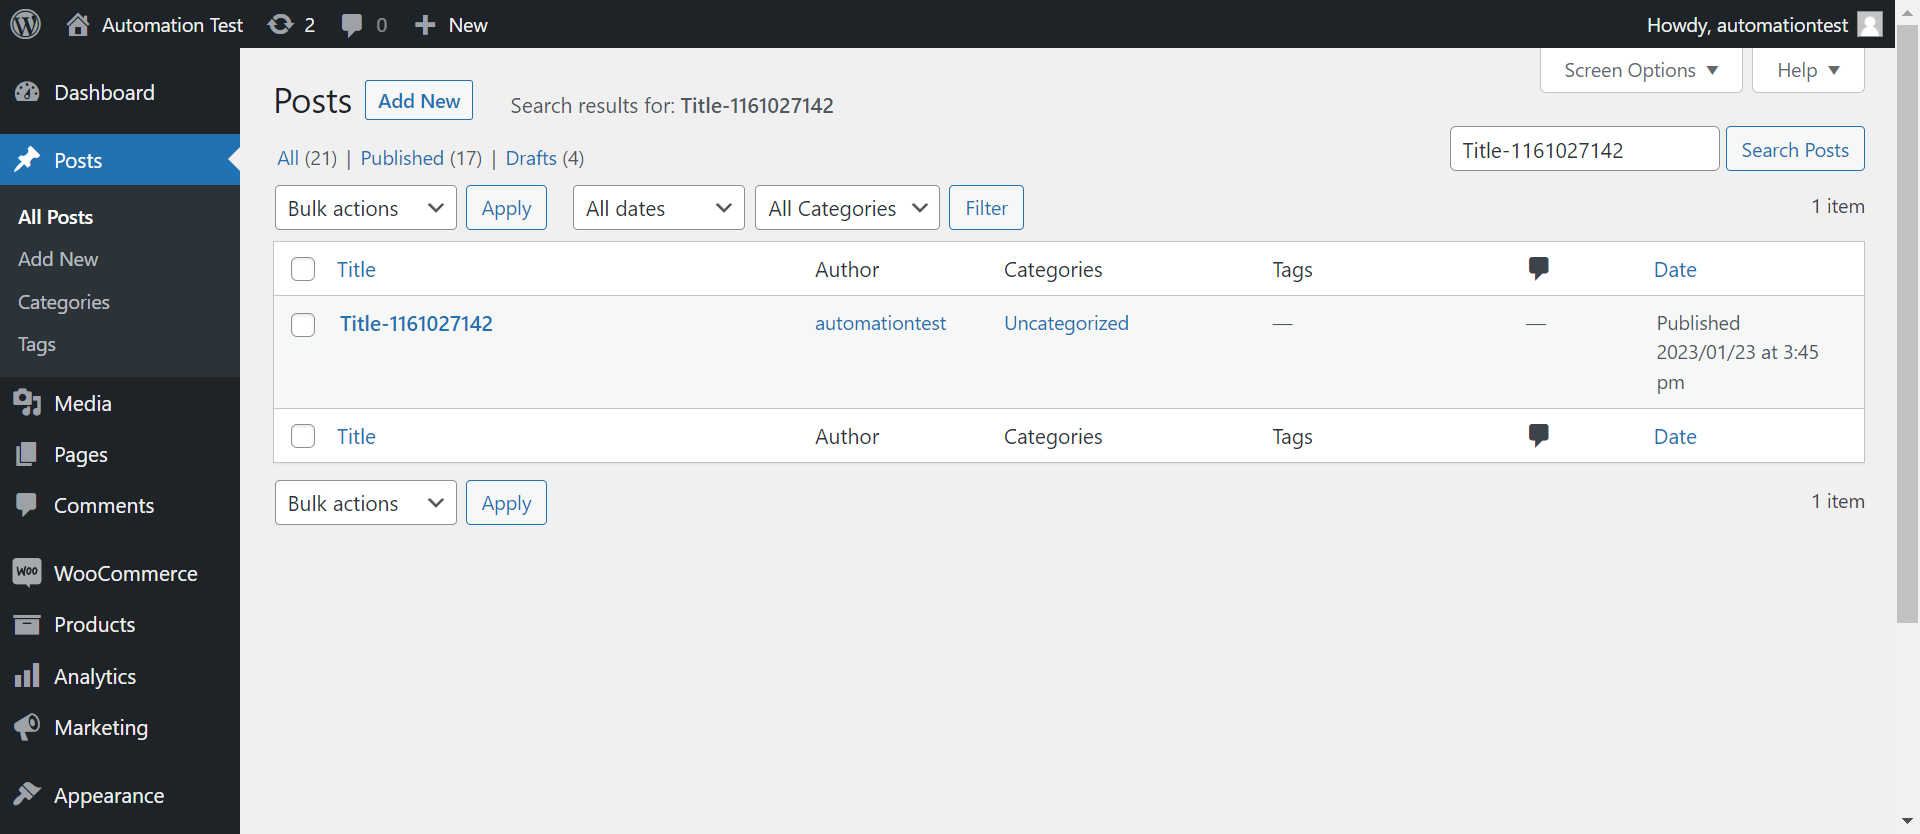 Automation Test 2 0 New Howdy, automationtest
Screen Options Help
Dashboard
Posts
All Posts
Add New
Categories
Tags
Media
Pages
Comments
Woo WooCommerce
Products
Analytics
Marketing
Appearance
Posts Add New Search results for: Title-1161027142
All (21) | Published (17) | Drafts (4)
Title-1161027142 Search Posts
Bulk actions Apply All dates All Categories Filter 1 item
Title Author Categories Tags Date
Title-1161027142 automationtest Uncategorized — — Published
2023/01/23 at 3:45
pm
Title Author Categories Tags Date
Bulk actions Apply 1 item